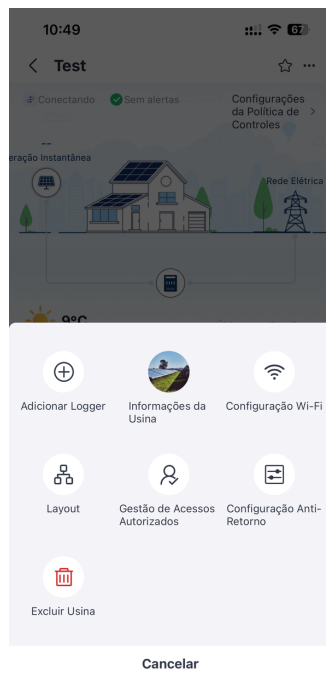 10:49
67
Test
Conectando
Sem alertas
Configurações
da Política de
Controles
--
eração Instantânea
Rede Elétrica
9°C
Adicionar Logger
Informações da
Usina
Configuração Wi-Fi
Layout
Gestão de Acessos
Autorizados
Configuração Anti-
Retorno
Excluir Usina
Cancelar